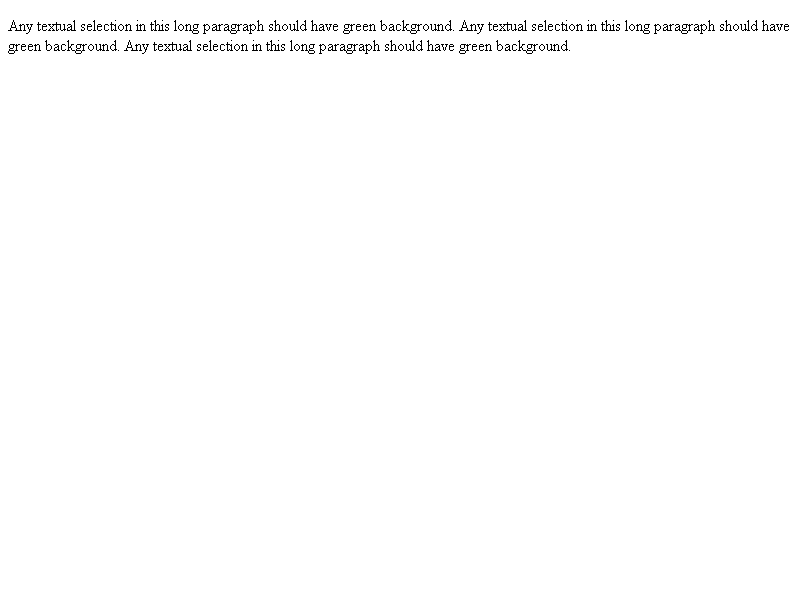 Any textual selection in this long paragraph should have green background. Any textual selection in this long paragraph should have
green background. Any textual selection in this long paragraph should have green background.